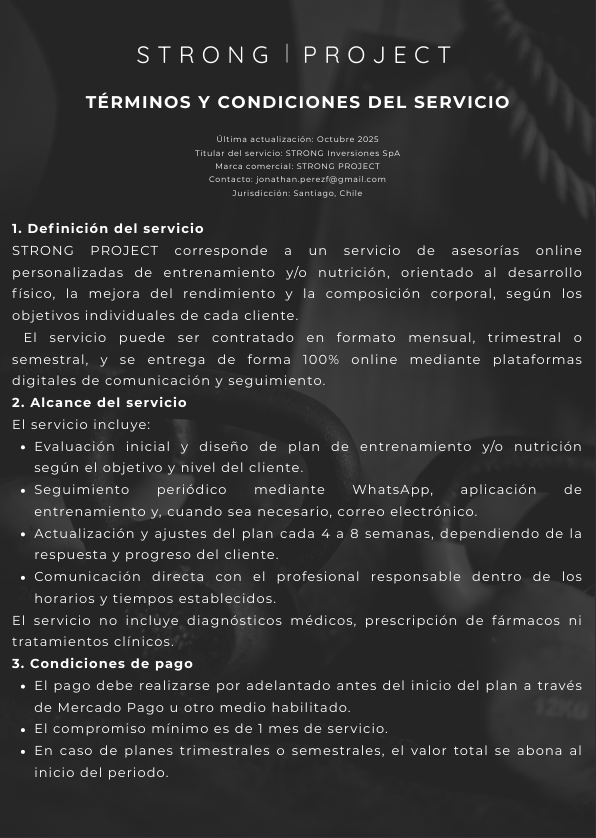 STRONG | PROJECT
TÉRMINOS Y CONDICIONES DEL SERVICIO
Última actualización: Octubre 2025
Titular del servicio: STRONG Inversiones SpA
Marca comercial: STRONG PROJECT
Contacto: jonathan.perezf@gmail.com
Jurisdicción: Santiago, Chile
1. Definición del servicio
STRONG PROJECT corresponde a un servicio de asesorías online
personalizadas de entrenamiento y/o nutrición, orientado al desarrollo
físico, la mejora del rendimiento y la composición corporal, según los
objetivos individuales de cada cliente.
El servicio puede ser contratado en formato mensual, trimestral o
semestral, y se entrega de forma 100% online mediante plataformas
digitales de comunicación y seguimiento.
2. Alcance del servicio
El servicio incluye:
• Evaluación inicial y diseño de plan de entrenamiento y/o nutrición
según el objetivo y nivel del cliente.
• Seguimiento periódico mediante WhatsApp, aplicación de
entrenamiento y, cuando sea necesario, correo electrónico.
• Actualización y ajustes del plan cada 4 a 8 semanas, dependiendo de la
respuesta y progreso del cliente.
• Comunicación directa con el profesional responsable dentro de los
horarios y tiempos establecidos.
El servicio no incluye diagnósticos médicos, prescripción de fármacos ni
tratamientos clínicos.
3. Condiciones de pago
• El pago debe realizarse por adelantado antes del inicio del plan a través
de Mercado Pago u otro medio habilitado.
• El compromiso mínimo es de 1 mes de servicio.
• En caso de planes trimestrales o semestrales, el valor total se abona al
inicio del periodo.
12KG